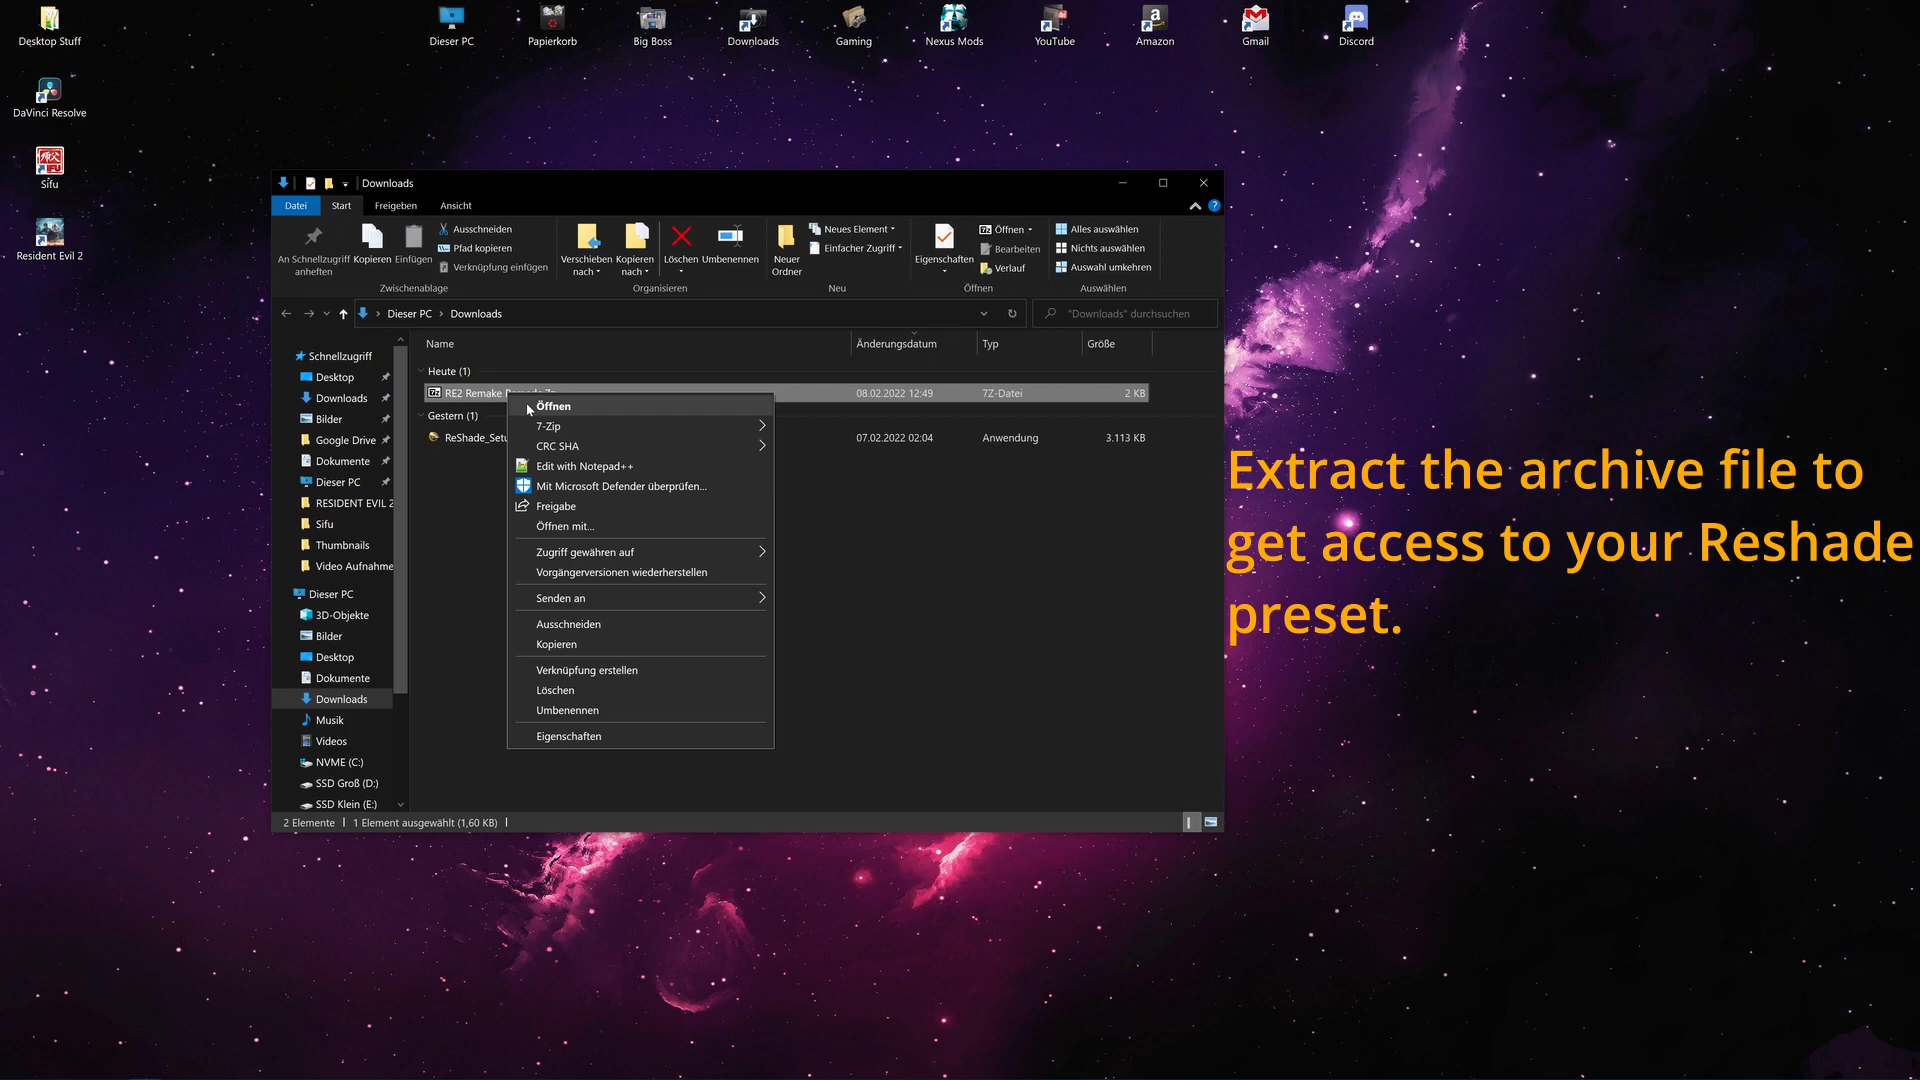 Desktop Stuff
Dieser PC
Papierkorb
Big Boss
Downloads
Gaming
Nexus Mods
YouTube
Amazon
Gmail
Discord
DaVinci Resolve
Sifu
Resident Evil 2
Downloads
Datei Start Freigeben Ansicht
An Schnellzugriff
anheften
Kopieren
Einfügen
Ausschneiden
Pfad kopieren
Verknüpfung einfügen
Zwischenablage
Verschieben
nach
Kopieren
nach
Löschen
Umbenennen
Organisieren
Neuer
Ordner
Neues Element
Einfacher Zugriff
Neu
Eigenschaften
Öffnen
Bearbeiten
Verlauf
Öffnen
Alles auswählen
Nichts auswählen
Auswahl umkehren
Auswählen
Dieser PC > Downloads
"Downloads" durchsuchen
Name Änderungsdatum Typ Größe
Heute (1)
RE2 Remake 08.02.2022 12:49 7Z-Datei 2 KB
Gestern (1)
ReShade_Setu 07.02.2022 02:04 Anwendung 3.113 KB
Schnellzugriff
Desktop
Downloads
Bilder
Google Drive
Dokumente
Dieser PC
RESIDENT EVIL 2
Sifu
Thumbnails
Video Aufnahme
Dieser PC
3D-Objekte
Bilder
Desktop
Dokumente
Downloads
Musik
Videos
NVME (C:)
SSD Groß (D:)
SSD Klein (E:)
Öffnen
7-Zip
CRC SHA
Edit with Notepad++
Mit Microsoft Defender überprüfen...
Freigabe
Öffnen mit...
Zugriff gewähren auf
Vorgängerversionen wiederherstellen
Senden an
Ausschneiden
Kopieren
Verknüpfung erstellen
Löschen
Umbenennen
Eigenschaften
2 Elemente 1 Element ausgewählt (1,60 KB)
Extract the archive file to
get access to your Reshade
preset.